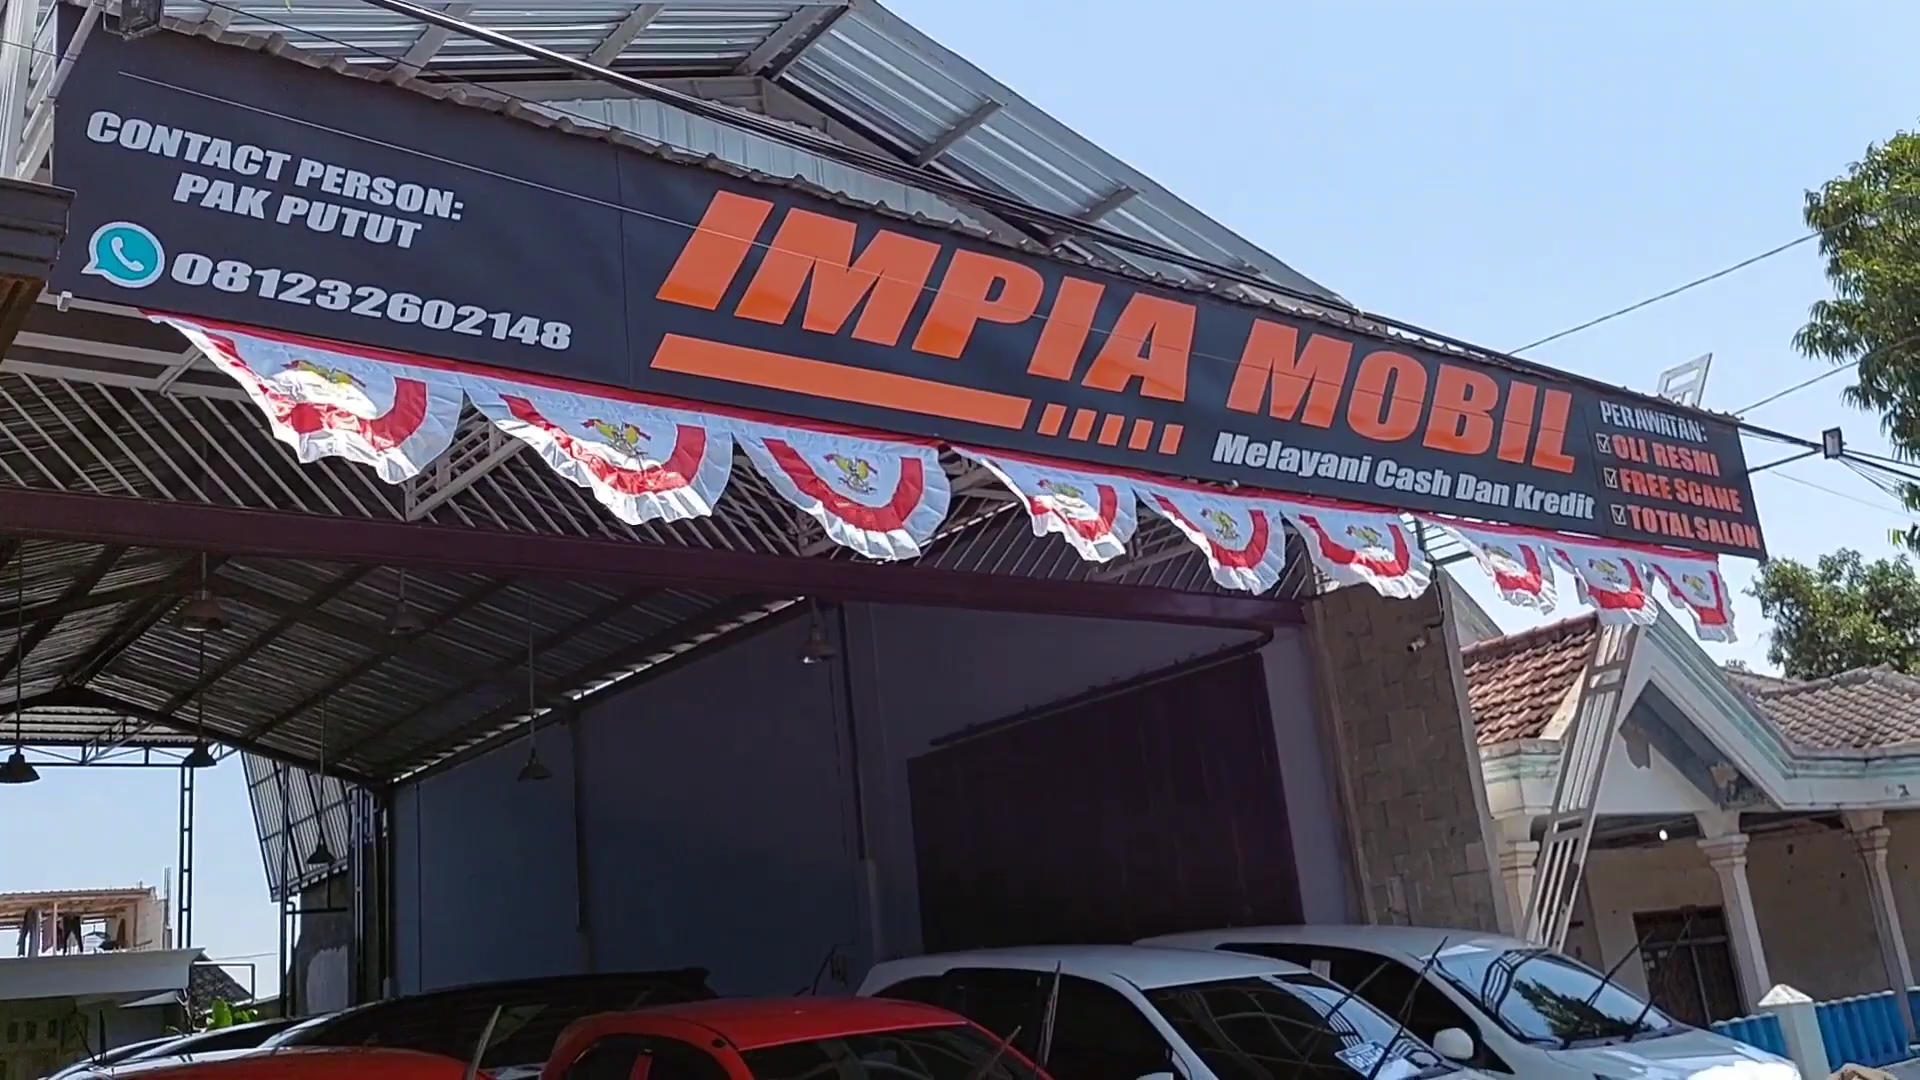 CONTACT PERSON:
PAK PUTUT
081232602148
IMPIA MOBIL
Melayani Cash Dan Kredit
PERAWATAN:
OLI RESMI
FREE SCANE
TOTAL SALON